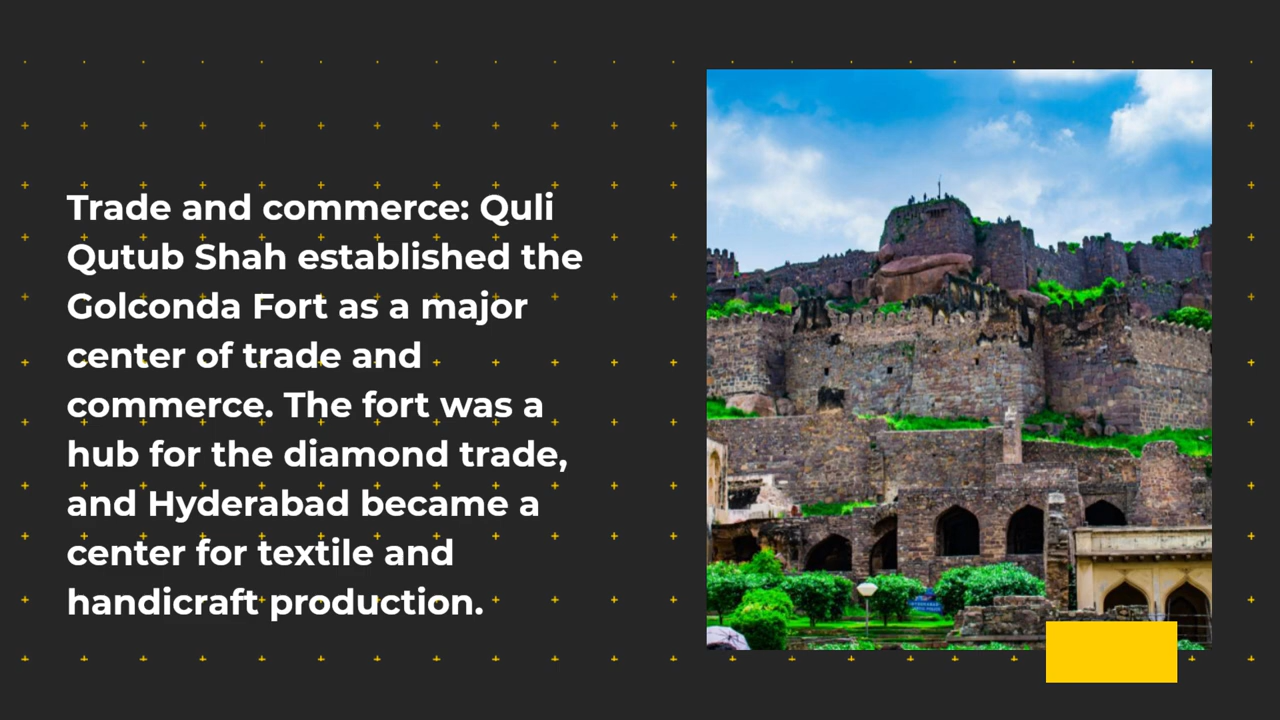 Trade and commerce: Quli
Qutub Shah established the
Golconda Fort as a major
center of trade and
commerce. The fort was a
hub for the diamond trade,
and Hyderabad became a
center for textile and
handicraft production.